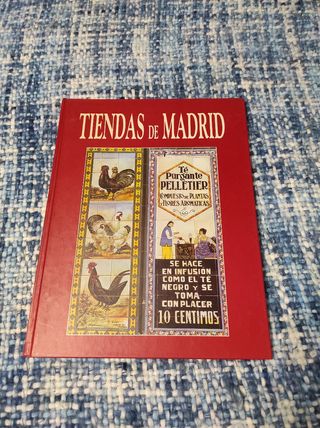 TIENDAS DE MADRID
Té
Purgante
PELLETIER
COMPUESTO DE PLANTAS
Y FLORES AROMATICAS
SE HACE
EN INFUSION
COMO EL TÉ
NEGRO Y SE
TOMA
CON PLACER
10 CENTIMOS